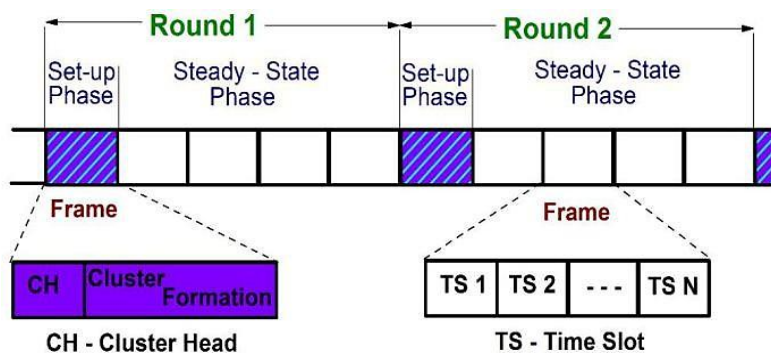 Round 1
Round 2
Set-up
Phase
Steady - State
Phase
Set-up
Phase
Steady - State
Phase
Frame
Frame
CH
Cluster
Formation
TS 1
TS 2
- - -
TS N
CH - Cluster Head
TS - Time Slot